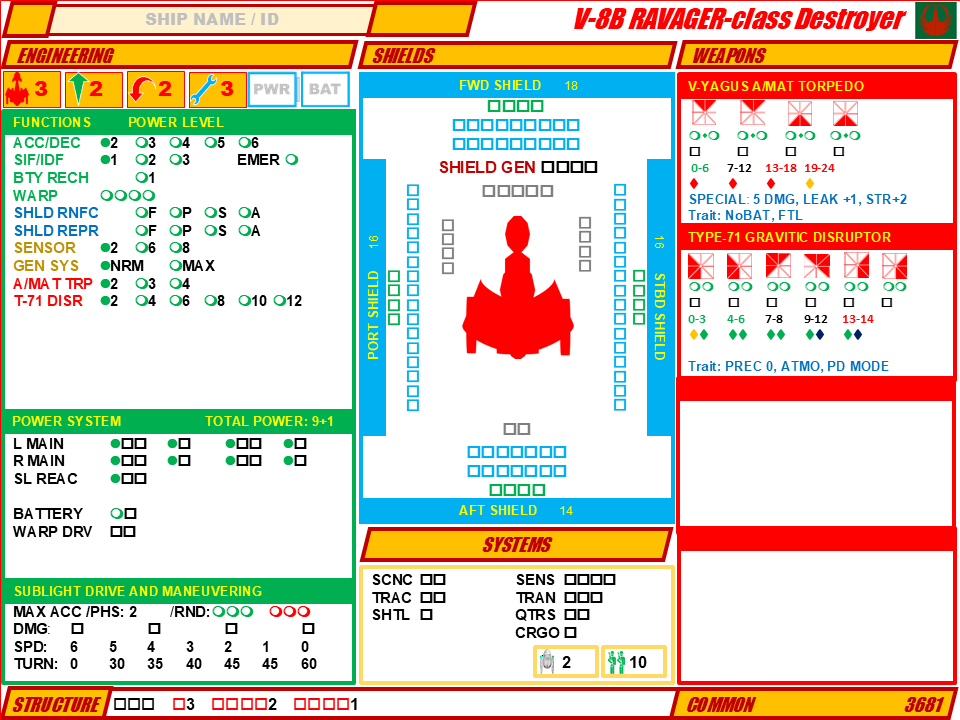 SHIP NAME / ID
V-8B RAVAGER-class Destroyer
ENGINEERING
3 2 2 3 PWR BAT
FUNCTIONS POWER LEVEL
ACC/DEC 2 3 4 5 6
SIF/IDF 1 2 3 EMER
BTY RECH 1
WARP
SHLD RNFC F P S A
SHLD REPR F P S A
SENSOR 2 6 8
GEN SYS NRM MAX
A/MAT TRP 2 3 4
T-71 DISR 2 4 6 8 10 12
POWER SYSTEM TOTAL POWER: 9+1
L MAIN
R MAIN
SL REAC
BATTERY
WARP DRV
SUBLIGHT DRIVE AND MANEUVERING
MAX ACC /PHS: 2 /RND:
DMG:
SPD: 6 5 4 3 2 1 0
TURN: 0 30 35 40 45 45 60
STRUCTURE 3 2 1
SHIELDS
FWD SHIELD 18
SHIELD GEN
PORT SHIELD 16
16 STBD SHIELD
AFT SHIELD 14
SYSTEMS
SCNC SENS
TRAC TRAN
SHTL QTRS
CRGO
2 10
WEAPONS
V-YAGUS A/MAT TORPEDO
0-6 7-12 13-18 19-24
SPECIAL: 5 DMG, LEAK +1, STR+2
Trait: NoBAT, FTL
TYPE-71 GRAVITIC DISRUPTOR
0-3 4-6 7-8 9-12 13-14
Trait: PREC 0, ATMO, PD MODE
COMMON 3681